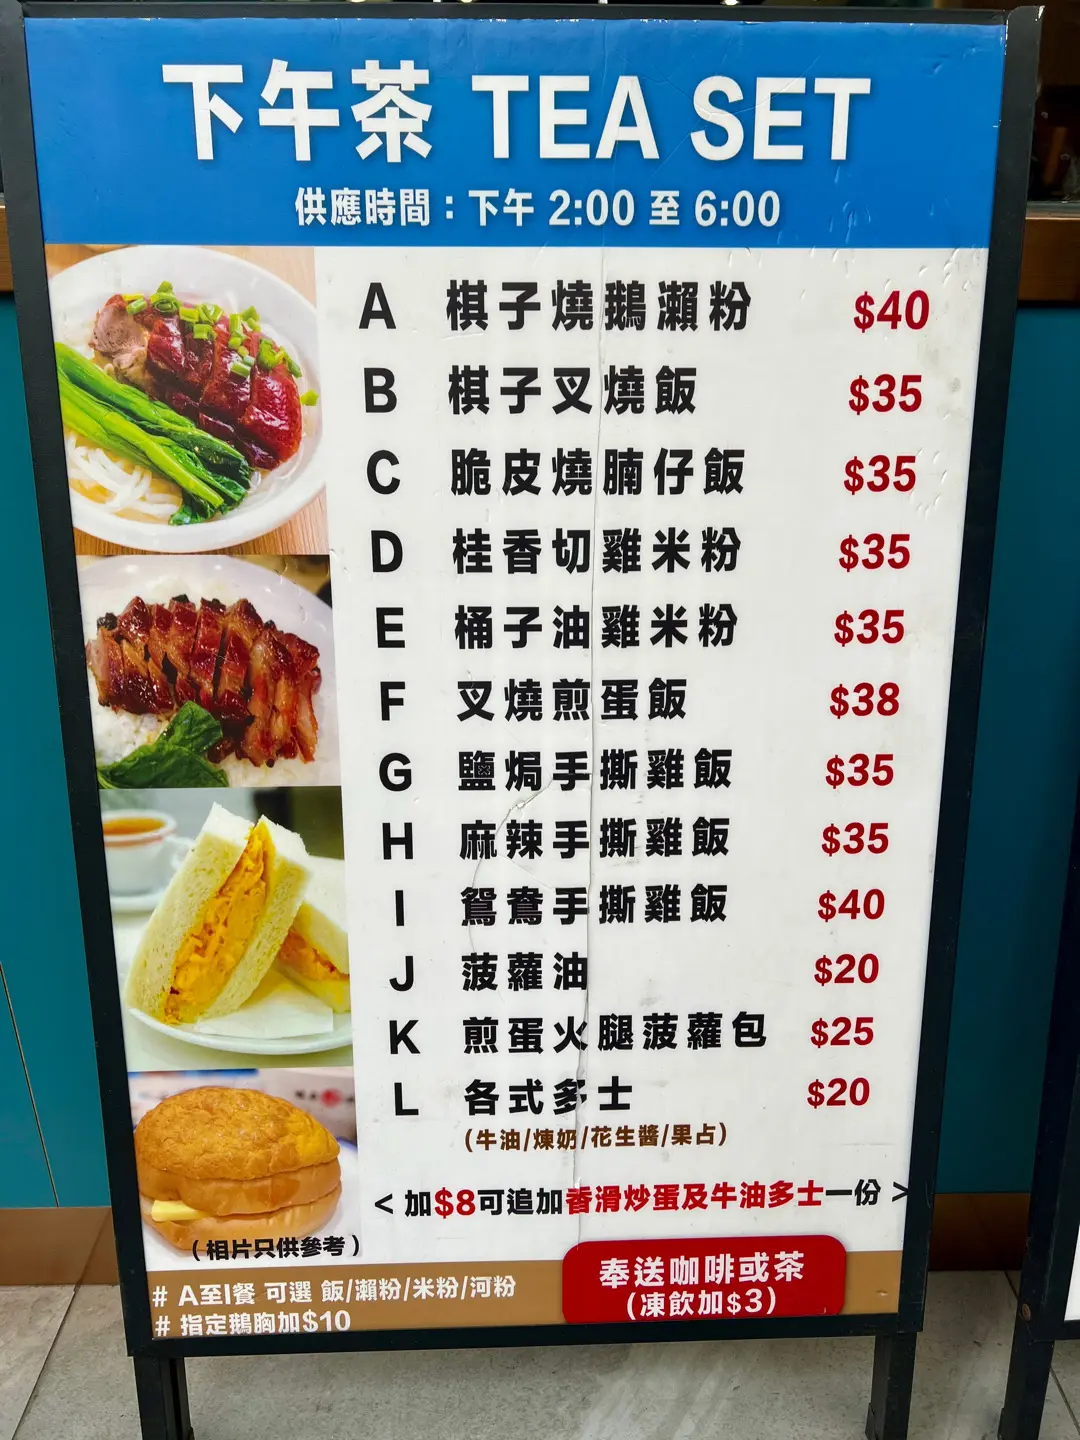 下午茶 TEA SET
供應時間：下午 2:00 至 6:00
A 棋子燒鵝瀨粉 $40
B 棋子叉燒飯 $35
C 脆皮燒腩仔飯 $35
D 桂香切雞米粉 $35
E 桶子油雞米粉 $35
F 叉燒煎蛋飯 $38
G 鹽焗手撕雞飯 $35
H 麻辣手撕雞飯 $35
I 鴛鴦手撕雞飯 $40
J 菠蘿油 $20
K 煎蛋火腿菠蘿包 $25
L 各式多士 $20
(牛油/煉奶/花生醬/果占)
< 加$8可追加香滑炒蛋及牛油多士一份 >
(相片只供參考)
# A至I餐 可選 飯/瀨粉/米粉/河粉
# 指定鵝胸加$10
奉送咖啡或茶
(凍飲加$3)